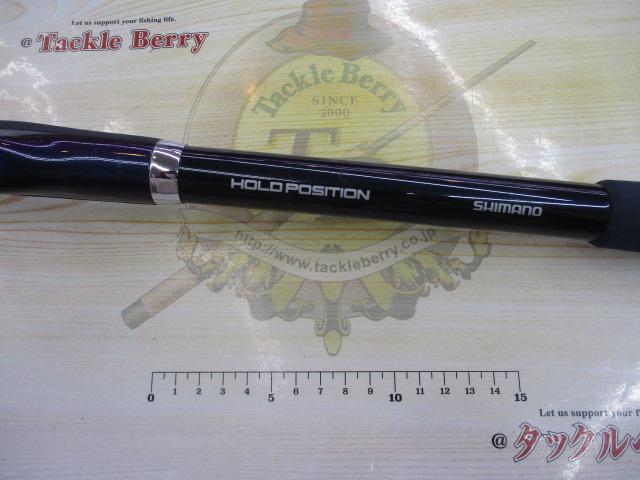 Let us support your fishing life.
@ Tackle Berry
Tackle Berry
SINCE
2000
HOLD POSITION
SHIMANO
http://www.tackleberry.co.jp
0 1 2 3 4 5 6 7 8 9 10 11 12 13 14 15
Let us support your fishing
@ タックル